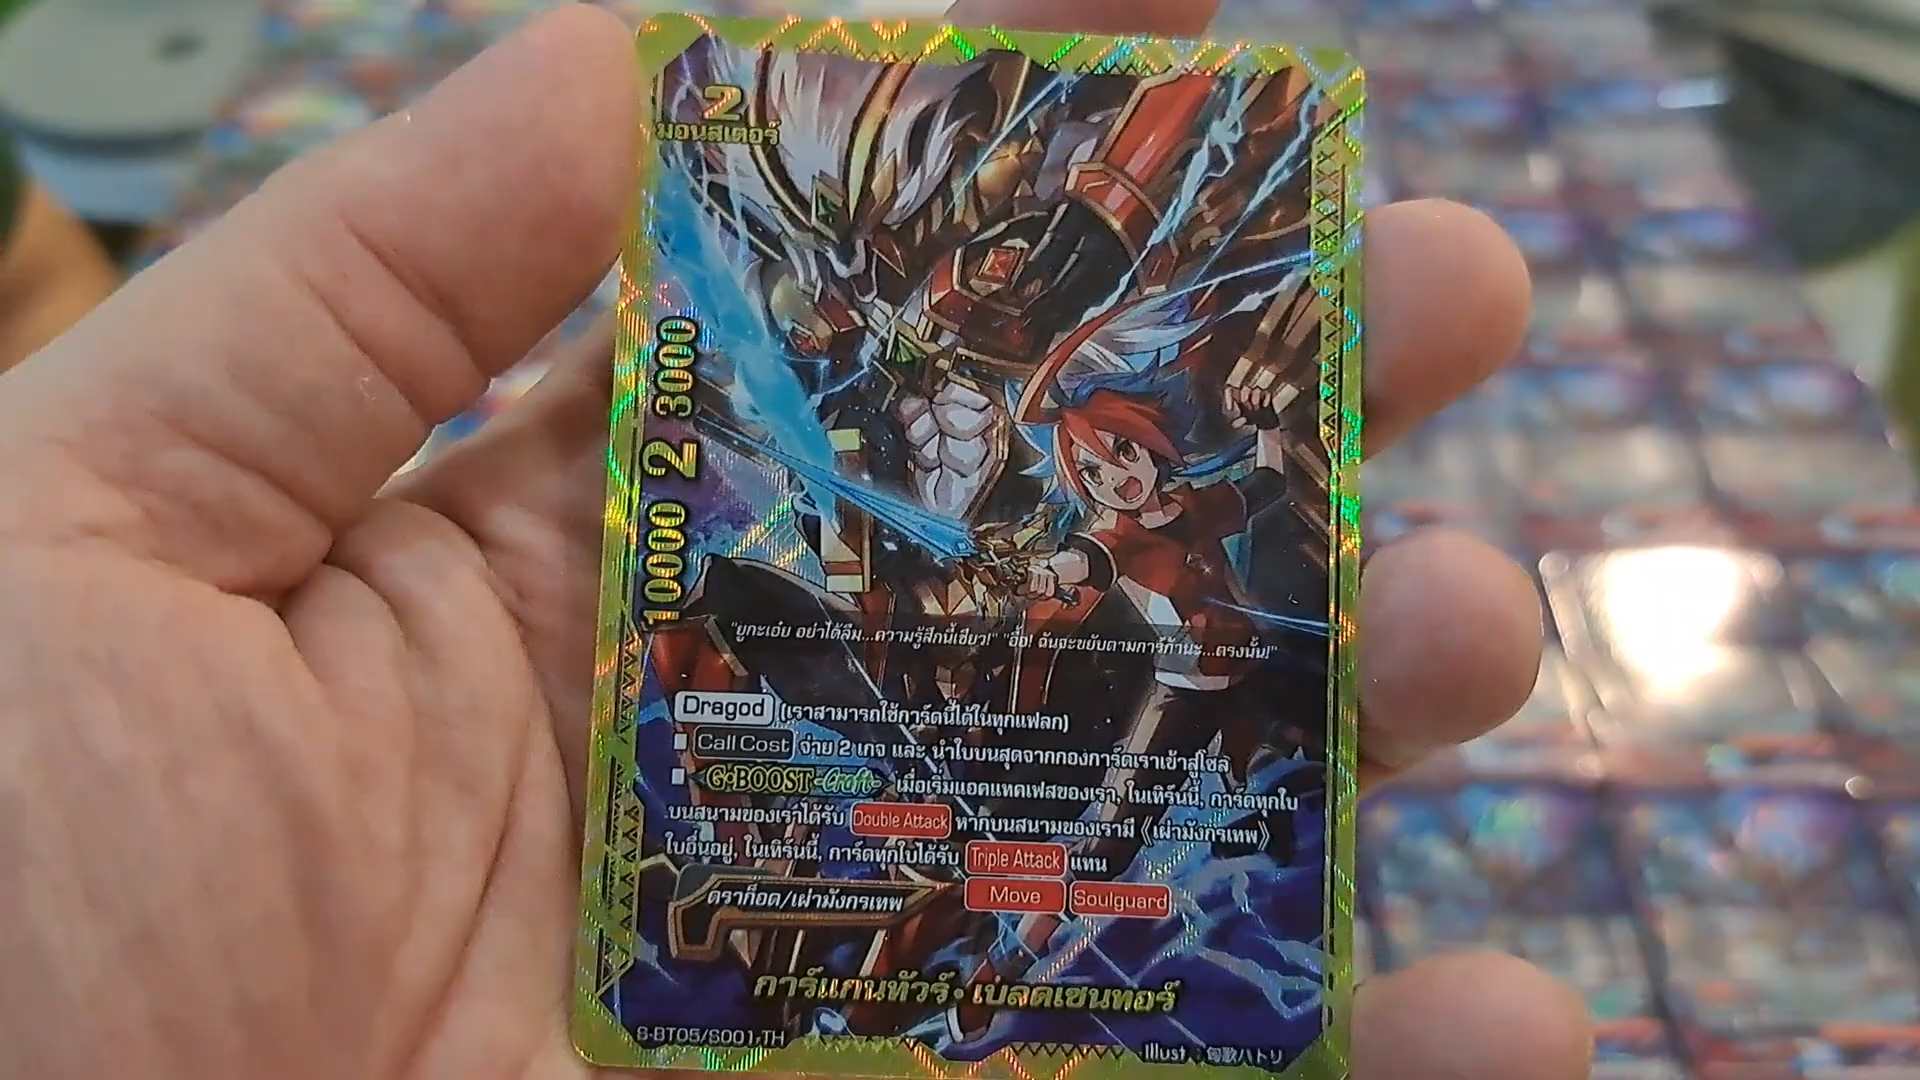 2
มอนสเตอร์
3000
2
10000
"ยูกะเอ๋ย อย่าได้ลืม...ความรู้สึกนี้เชียว!" "อื้อ! ฉันจะขยับตามการ์ก้านะ...ตรงนั้น!"
Dragod (เราสามารถใช้การ์ดนี้ได้ในทุกแฟลก)
■ Call Cost จ่าย 2 เกจ และ นำใบบนสุดจากกองการ์ดเราเข้าสู่โซล
■ G•BOOST -Craft- เมื่อเริ่มแอคแทคเฟสของเรา, ในเทิร์นนี้, การ์ดทุกใบ
บนสนามของเราได้รับ Double Attack หากบนสนามของเรามี 《เผ่ามังกรเทพ》
ใบอื่นอยู่, ในเทิร์นนี้, การ์ดทุกใบได้รับ Triple Attack แทน
ดราก็อด/เผ่ามังกรเทพ Move Soulguard
การ์แกนทัวร์•เบลดเซนทอร์
S-BT05/S001-TH
Illust : 匈歌ハトリ